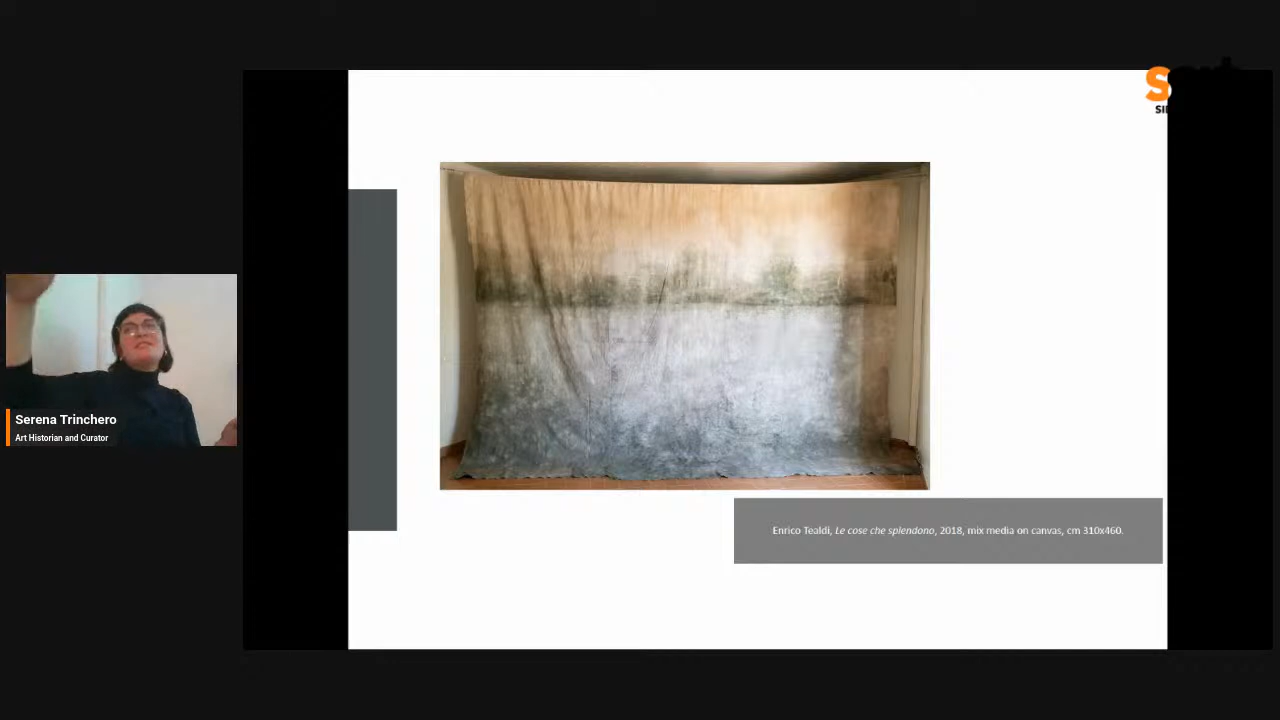 Serena Trinchero
Art Historian and Curator
Enrico Tealdi, Le cose che splendono, 2018, mix media on canvas, cm 310x460.